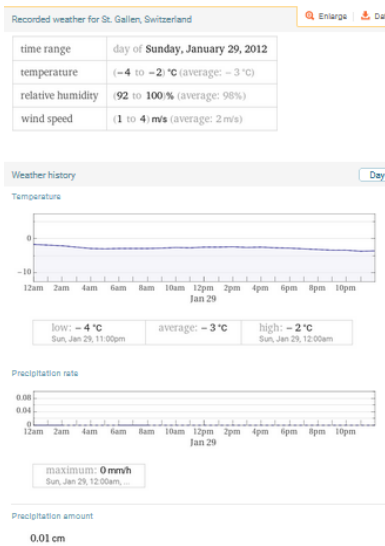 Recorded weather for St. Gallen, Switzerland
Enlarge
time range day of Sunday, January 29, 2012
temperature (−4 to −2) °C (average: −3 °C)
relative humidity (92 to 100)% (average: 98%)
wind speed (1 to 4) m/s (average: 2 m/s)
Weather history
Day
Temperature
0
−10
12am 2am 4am 6am 8am 10am 12pm 2pm 4pm 6pm 8pm 10pm
Jan 29
low: −4 °C average: −3 °C high: −2 °C
Sun, Jan 29, 11:00pm Sun, Jan 29, 12:00am
Precipitation rate
0.08
0.04
0
12am 2am 4am 6am 8am 10am 12pm 2pm 4pm 6pm 8pm 10pm
Jan 29
maximum: 0 mm/h
Sun, Jan 29, 12:00am, ...
Precipitation amount
0.01 cm